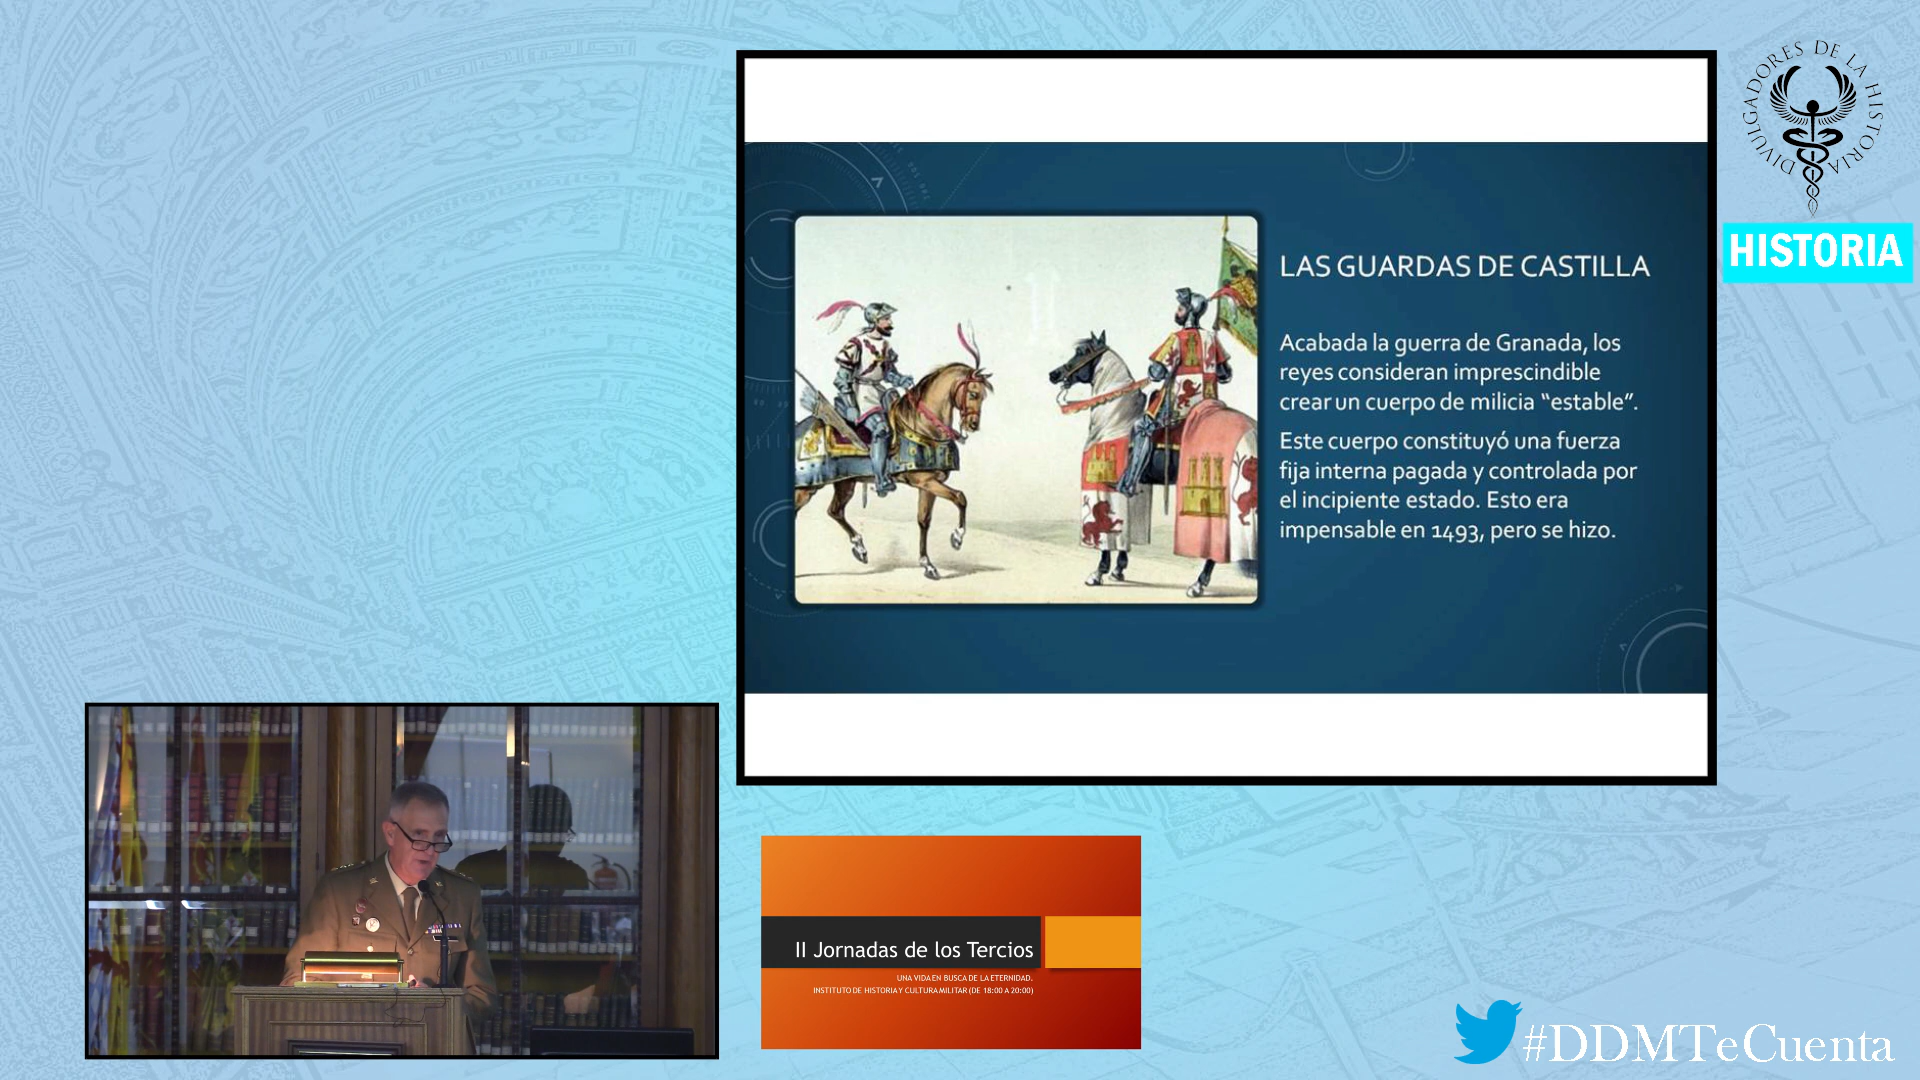 DIVULGADORES DE LA HISTORIA
HISTORIA
LAS GUARDAS DE CASTILLA
Acabada la guerra de Granada, los
reyes consideran imprescindible
crear un cuerpo de milicia “estable”.
Este cuerpo constituyó una fuerza
fija interna pagada y controlada por
el incipiente estado. Esto era
impensable en 1493, pero se hizo.
II Jornadas de los Tercios
UNA VIDA EN BUSCA DE LA ETERNIDAD.
INSTITUTO DE HISTORIA Y CULTURA MILITAR (DE 18:00 A 20:00)
#DDMTeCuenta